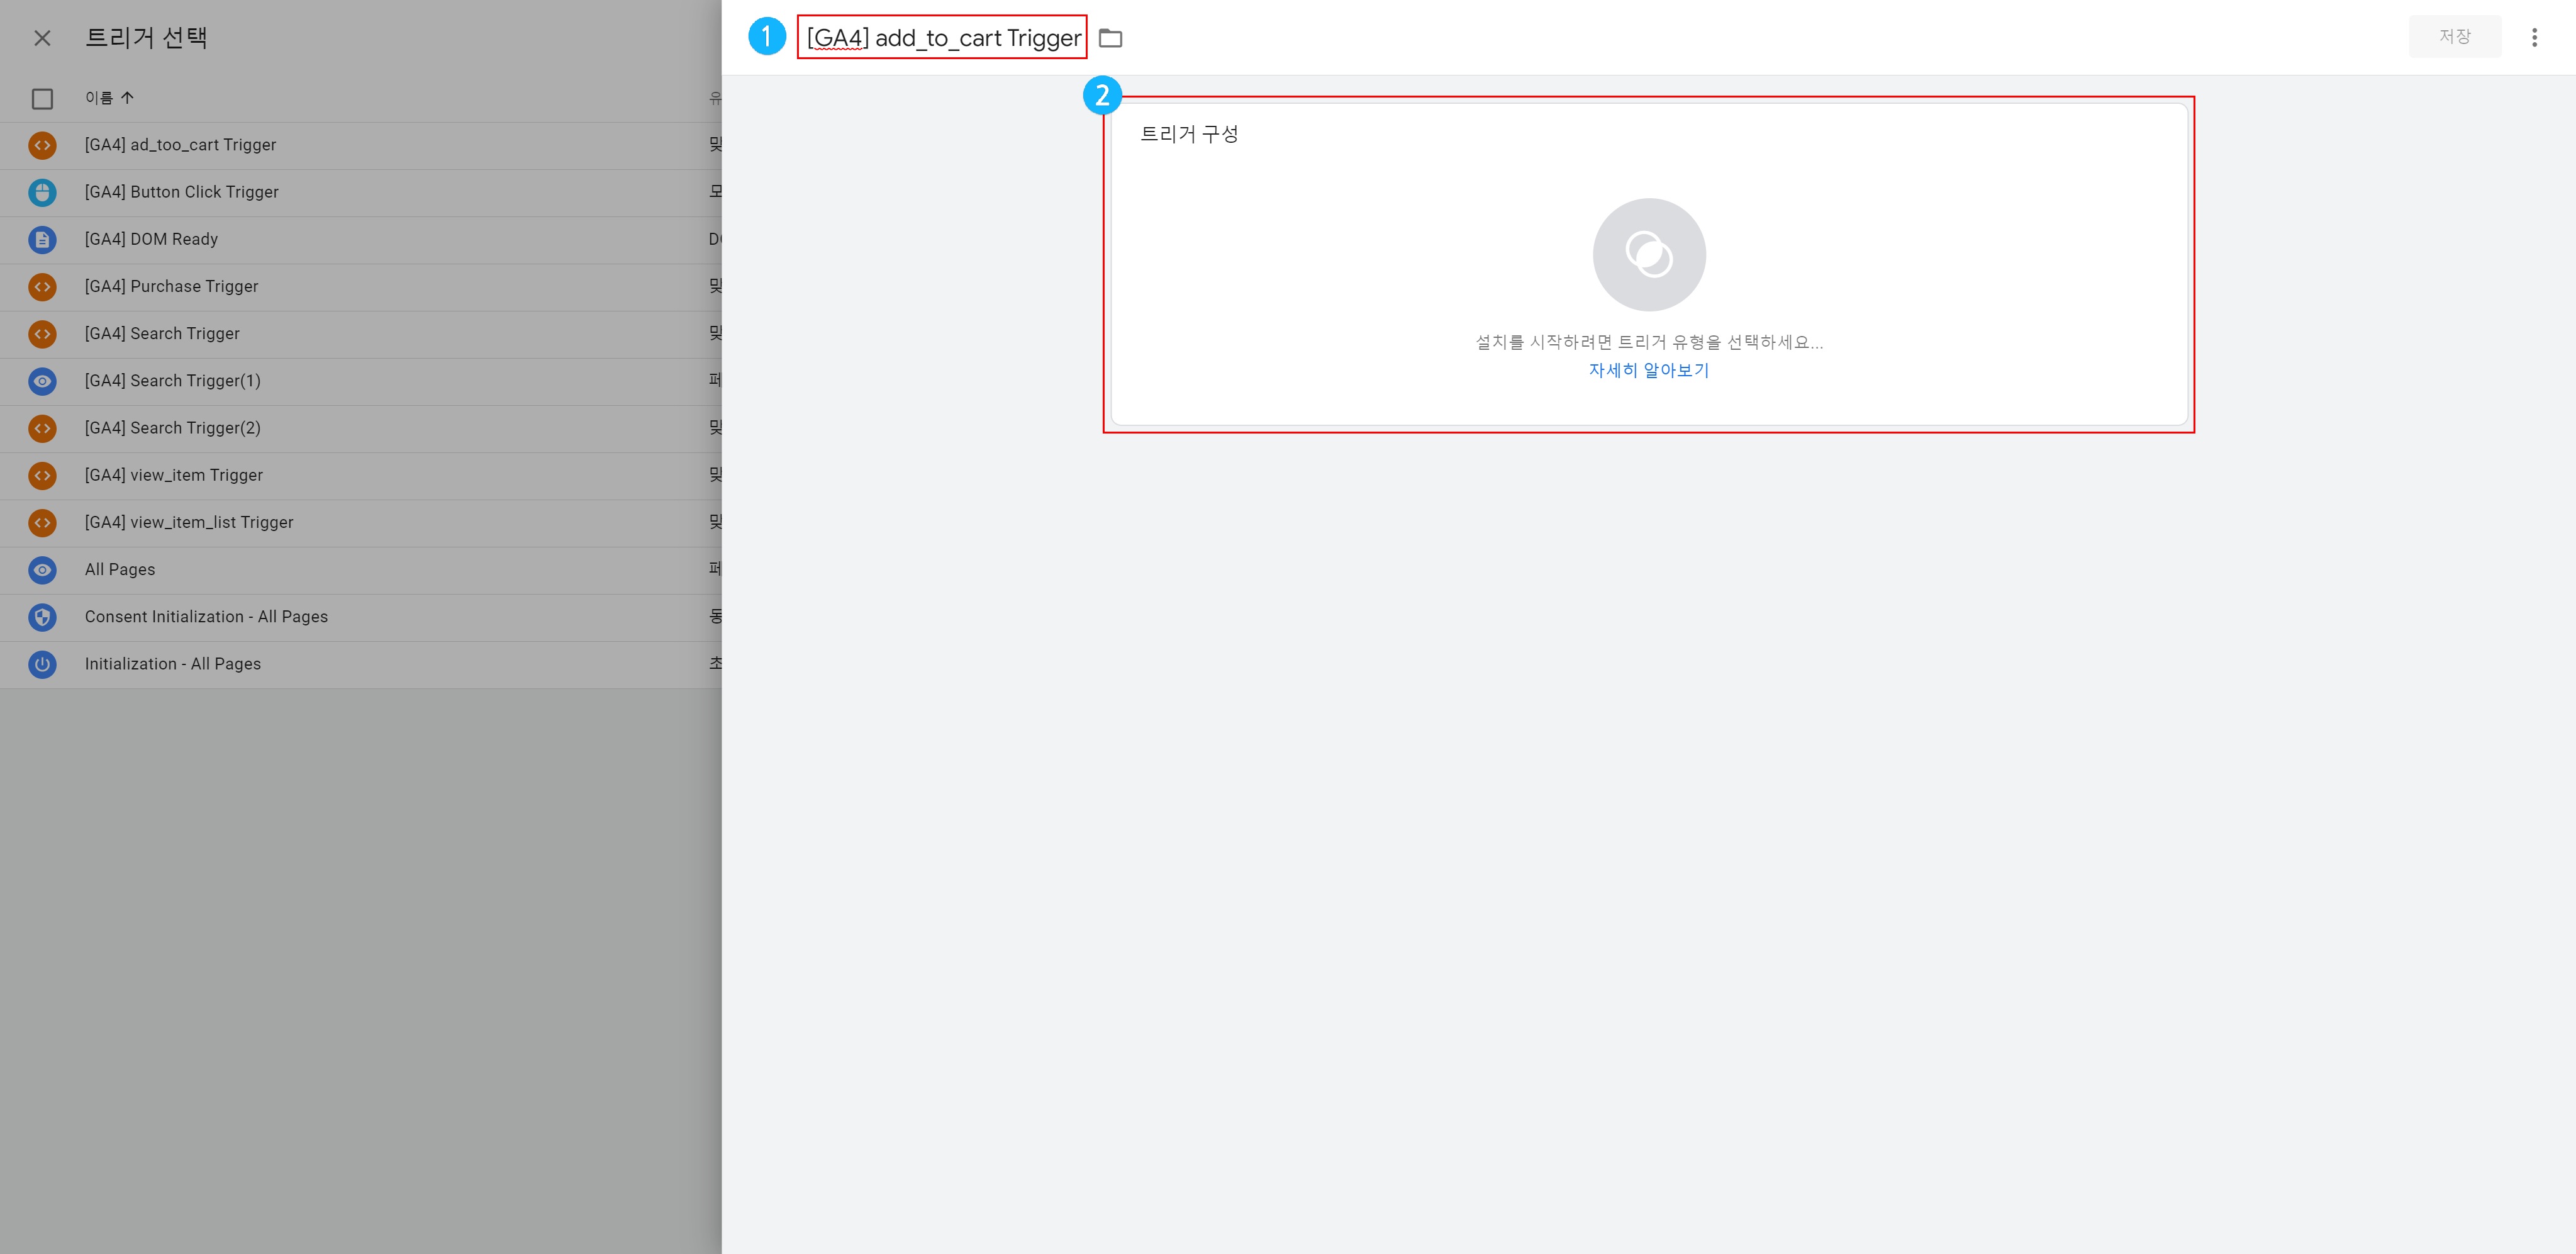 트리거 선택
이름
유
[GA4] ad_too_cart Trigger
맞
[GA4] Button Click Trigger
모
[GA4] DOM Ready
[GA4] Purchase Trigger
맞
[GA4] Search Trigger
맞
[GA4] Search Trigger(1)
페
[GA4] Search Trigger(2)
맞
[GA4] view_item Trigger
맞
[GA4] view_item_list Trigger
맞
All Pages
페
Consent Initialization - All Pages
동
Initialization - All Pages
초
1
[GA4] add_to_cart Trigger
저장
2
트리거 구성
설치를 시작하려면 트리거 유형을 선택하세요...
자세히 알아보기